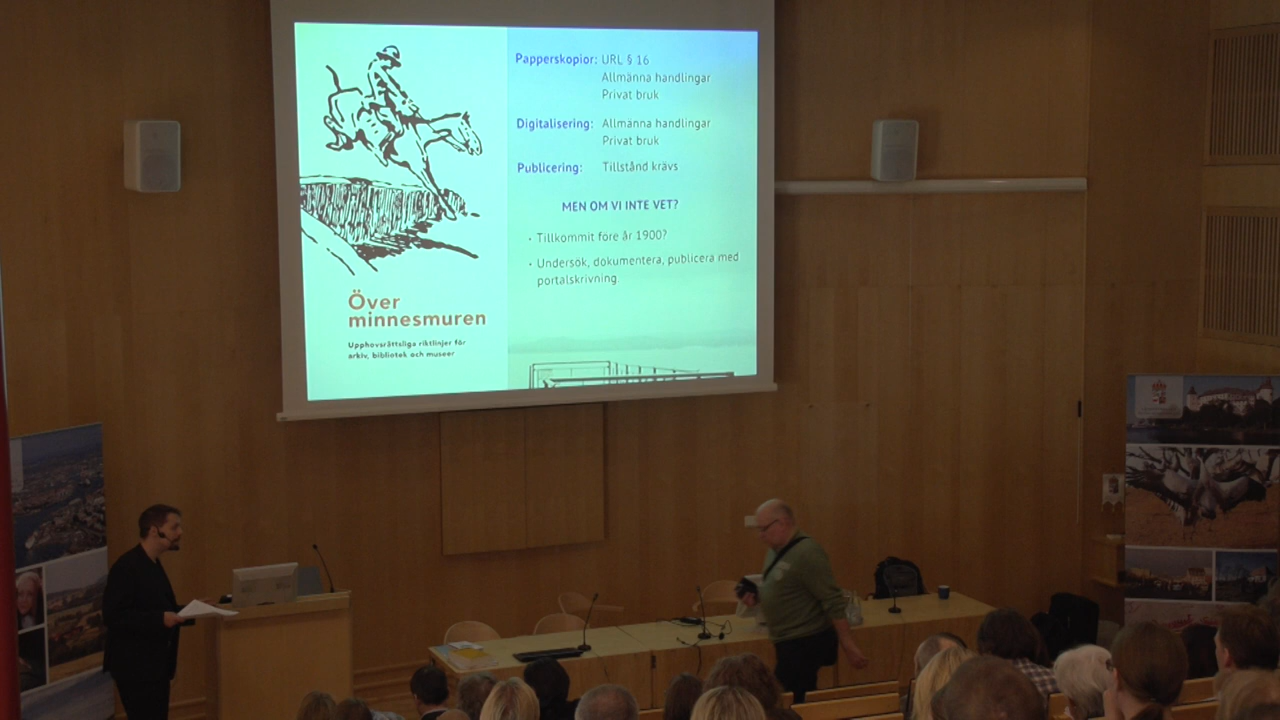 Papperskopior: URL § 16
Allmänna handlingar
Privat bruk
Digitalisering: Allmänna handlingar
Privat bruk
Publicering: Tillstånd krävs
MEN OM VI INTE VET?
• Tillkommit före år 1900?
• Undersök, dokumentera, publicera med
portalskrivning.
Över
minnesmuren
Upphovsrättsliga riktlinjer för
arkiv, bibliotek och museer